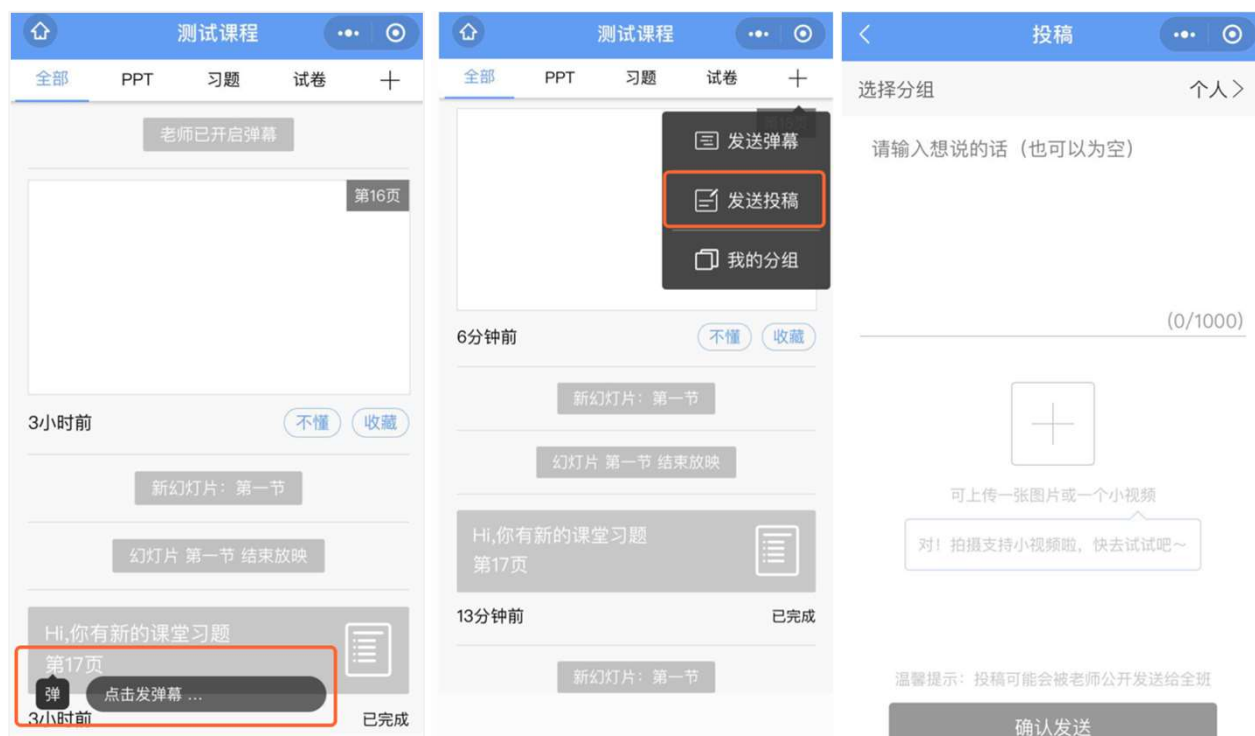 测试课程
全部 PPT 习题 试卷
老师已开启弹幕
第16页
3小时前 不懂 收藏
新幻灯片：第一节
幻灯片 第一节 结束放映
Hi,你有新的课堂习题
第17页
弹 点击发弹幕 ...
3小时前 已完成
测试课程
全部 PPT 习题 试卷
发送弹幕
发送投稿
我的分组
6分钟前 不懂 收藏
新幻灯片：第一节
幻灯片 第一节 结束放映
Hi,你有新的课堂习题
第17页
13分钟前 已完成
新幻灯片：第一节
投稿
选择分组 个人
请输入想说的话（也可以为空）
(0/1000)
可上传一张图片或一个小视频
对！拍摄支持小视频啦，快去试试吧～
温馨提示：投稿可能会被老师公开发送给全班
确认发送